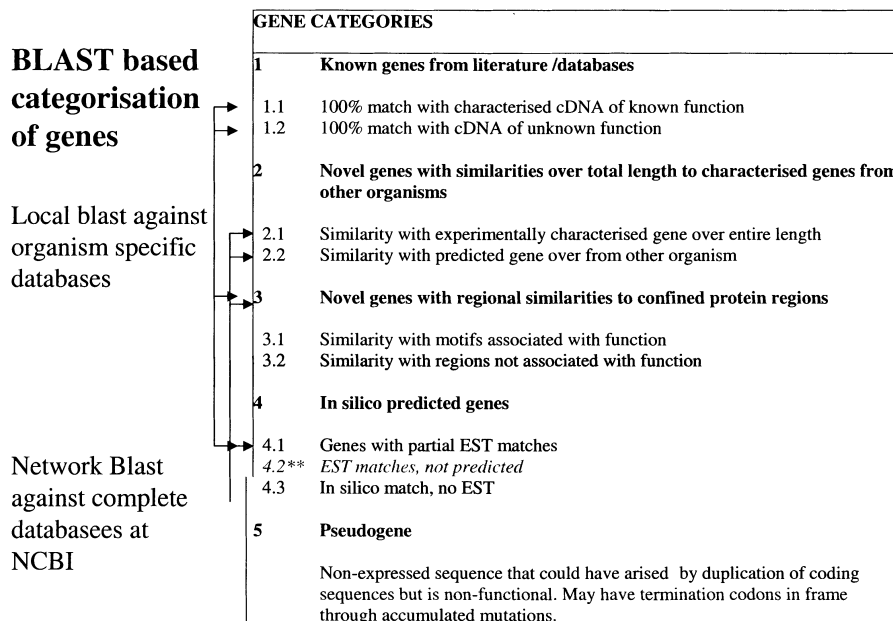 BLAST based
categorisation
of genes
Local blast against
organism specific
databases
Network Blast
against complete
databasees at
NCBI
GENE CATEGORIES
1 Known genes from literature /databases
1.1 100% match with characterised cDNA of known function
1.2 100% match with cDNA of unknown function
2 Novel genes with similarities over total length to characterised genes from
other organisms
2.1 Similarity with experimentally characterised gene over entire length
2.2 Similarity with predicted gene over from other organism
3 Novel genes with regional similarities to confined protein regions
3.1 Similarity with motifs associated with function
3.2 Similarity with regions not associated with function
4 In silico predicted genes
4.1 Genes with partial EST matches
4.2** EST matches, not predicted
4.3 In silico match, no EST
5 Pseudogene
Non-expressed sequence that could have arised by duplication of coding
sequences but is non-functional. May have termination codons in frame
through accumulated mutations.